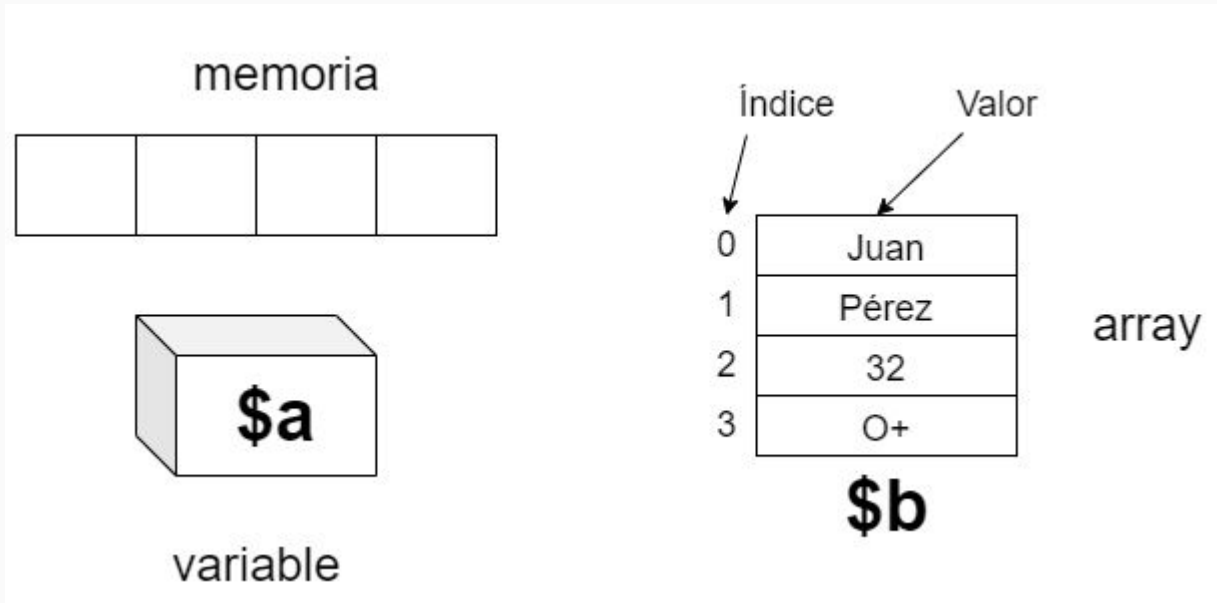 memoria
$a
variable
Índice Valor
0 Juan
1 Pérez
2 32
3 O+
array
$b